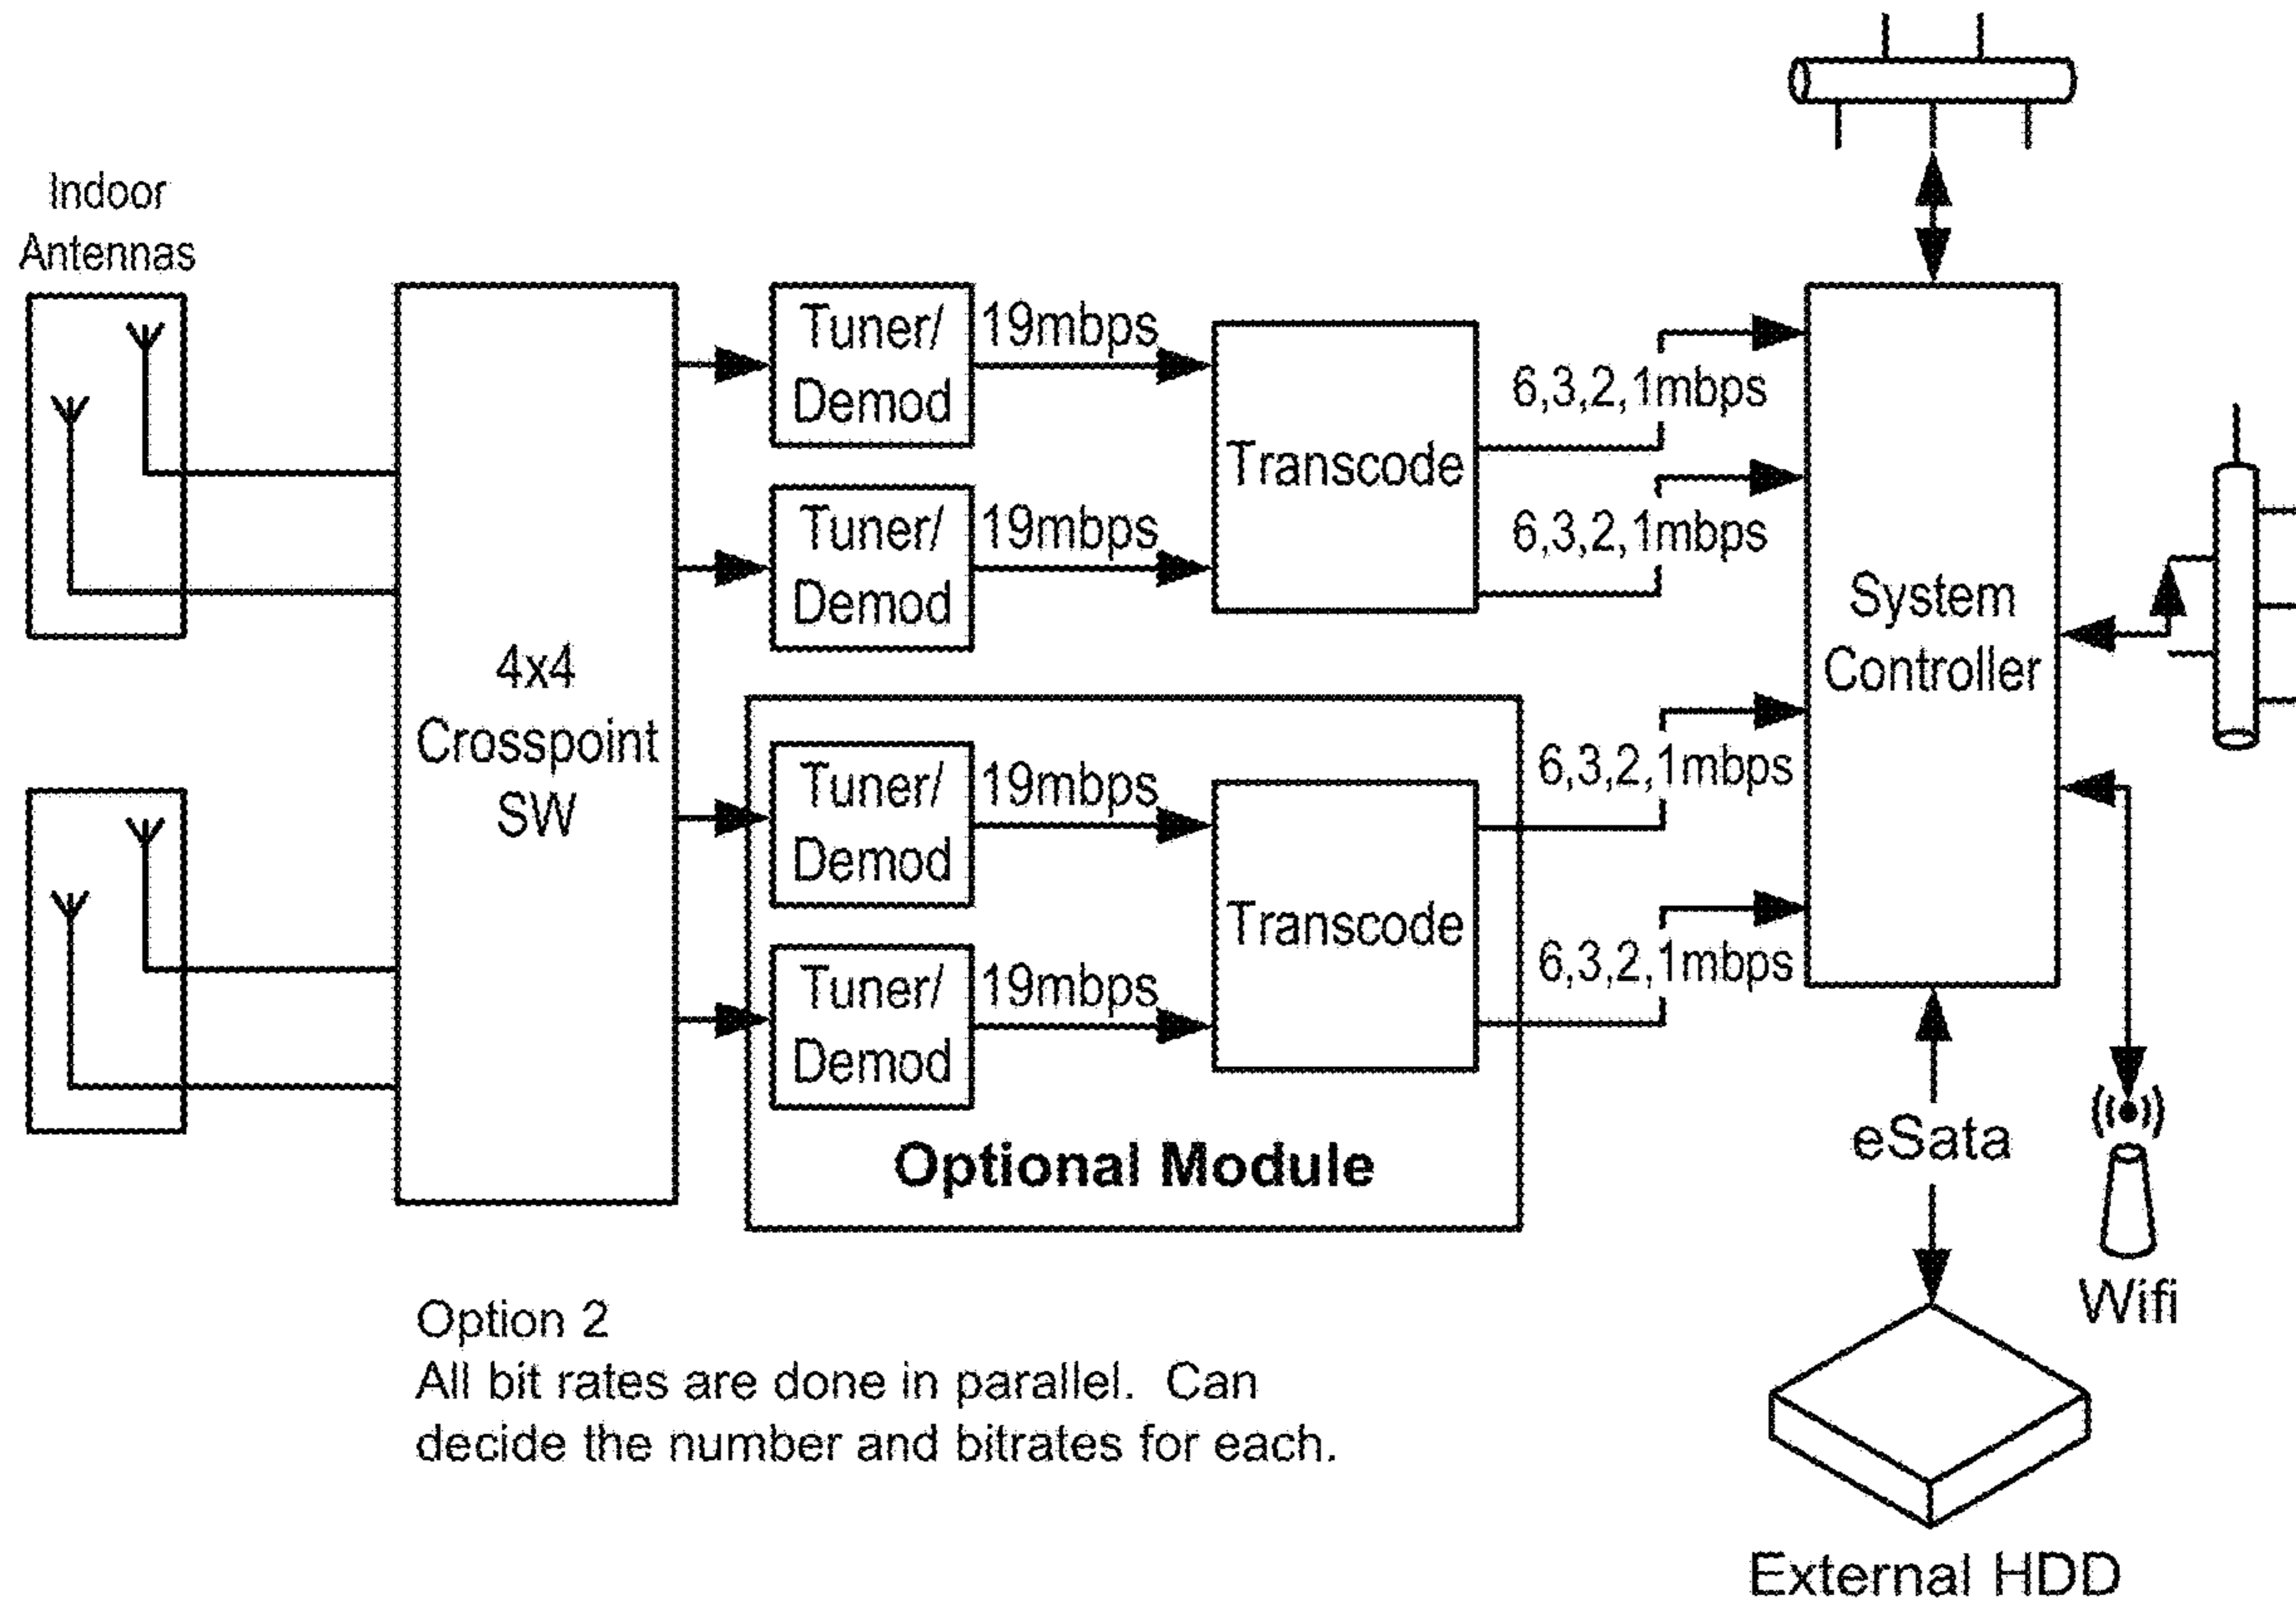 Indoor
Antennas
4x4
Crosspoint
SW
Tuner/
Demod
19mbps
Tuner/
Demod
19mbps
Transcode
6,3,2,1mbps
6,3,2,1mbps
Tuner/
Demod
19mbps
Tuner/
Demod
19mbps
Transcode
6,3,2,1mbps
6,3,2,1mbps
Optional Module
System
Controller
eSata
Wifi
External HDD
Option 2
All bit rates are done in parallel. Can
decide the number and bitrates for each.